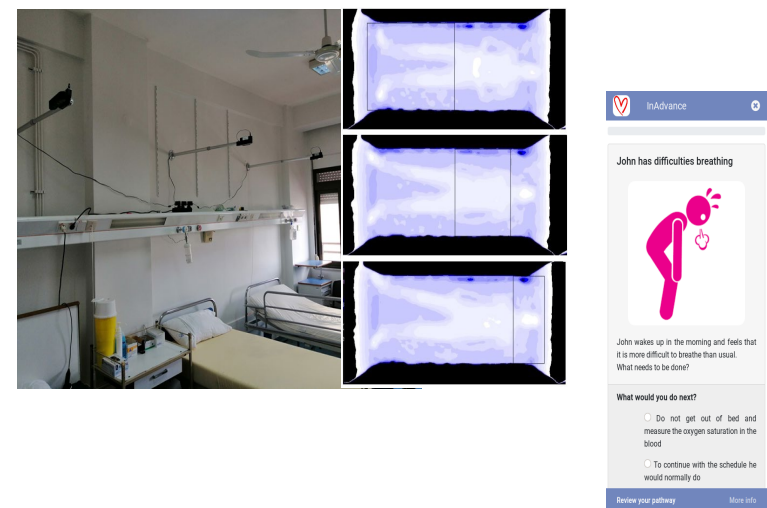 InAdvance
John has difficulties breathing
John wakes up in the morning and feels that
it is more difficult to breathe than usual.
What needs to be done?
What would you do next?
Do not get out of bed and
measure the oxygen saturation in the
blood
To continue with the schedule he
would normally do
Review your pathway
More info